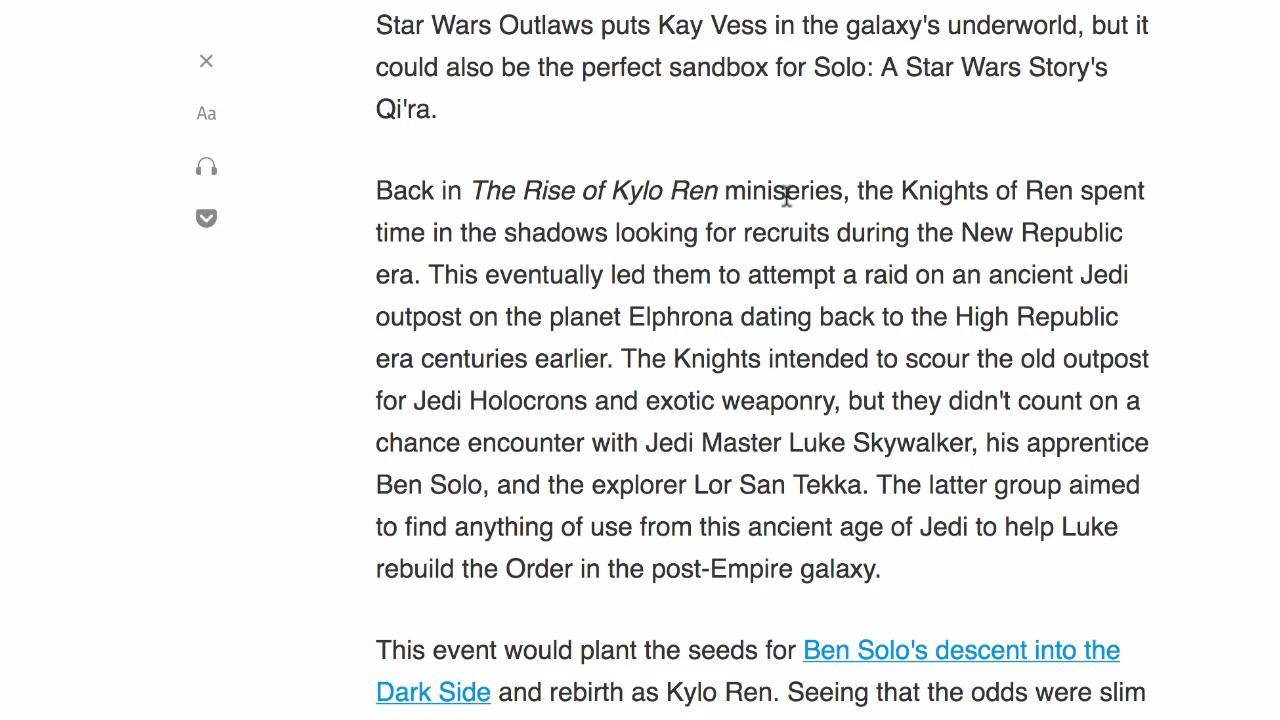 Star Wars Outlaws puts Kay Vess in the galaxy's underworld, but it
could also be the perfect sandbox for Solo: A Star Wars Story's
Qi'ra.
Aa
Back in The Rise of Kylo Ren miniseries, the Knights of Ren spent
time in the shadows looking for recruits during the New Republic
era. This eventually led them to attempt a raid on an ancient Jedi
outpost on the planet Elphrona dating back to the High Republic
era centuries earlier. The Knights intended to scour the old outpost
for Jedi Holocrons and exotic weaponry, but they didn't count on a
chance encounter with Jedi Master Luke Skywalker, his apprentice
Ben Solo, and the explorer Lor San Tekka. The latter group aimed
to find anything of use from this ancient age of Jedi to help Luke
rebuild the Order in the post-Empire galaxy.
This event would plant the seeds for Ben Solo's descent into the
Dark Side and rebirth as Kylo Ren. Seeing that the odds were slim